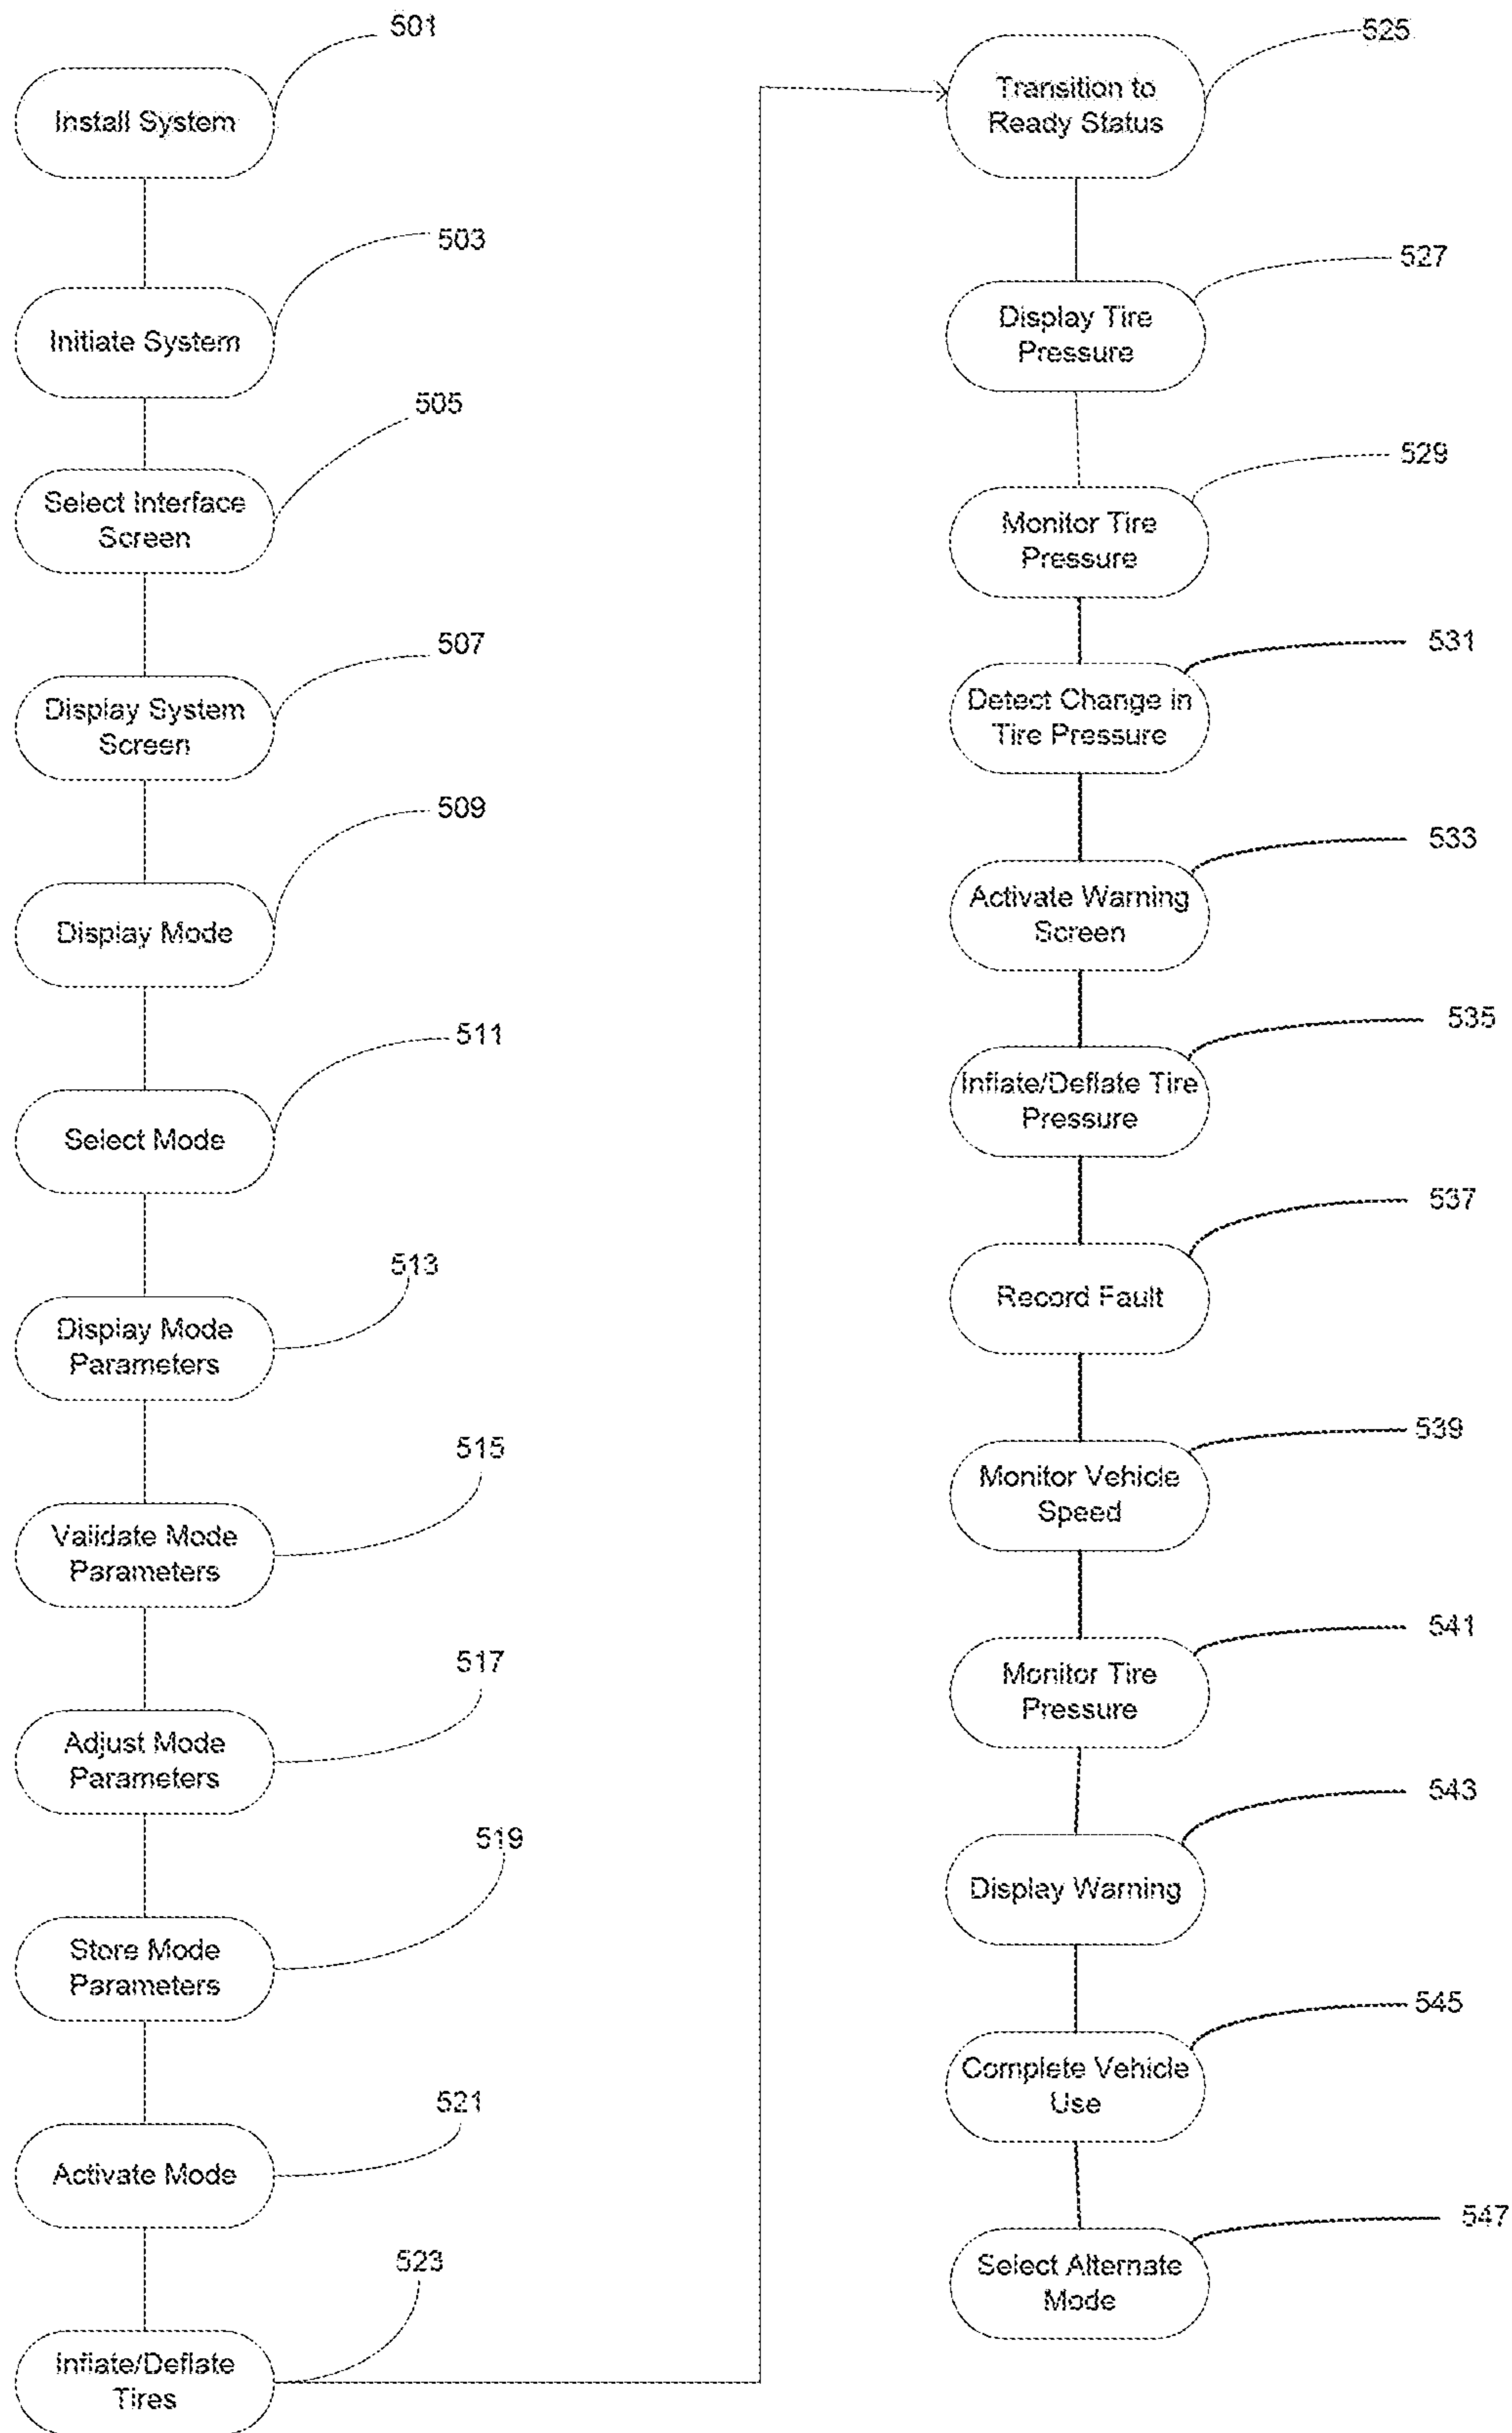 501
Install System
503
Initiate System
505
Select Interface
Screen
507
Display System
Screen
509
Display Mode
511
Select Mode
513
Display Mode
Parameters
515
Validate Mode
Parameters
517
Adjust Mode
Parameters
519
Store Mode
Parameters
521
Activate Mode
523
Inflate/Deflate
Tires
525
Transition to
Ready Status
527
Display Tire
Pressure
529
Monitor Tire
Pressure
531
Detect Change in
Tire Pressure
533
Activate Warning
Screen
535
Inflate/Deflate Tire
Pressure
537
Record Fault
539
Monitor Vehicle
Speed
541
Monitor Tire
Pressure
543
Display Warning
545
Complete Vehicle
Use
547
Select Alternate
Mode